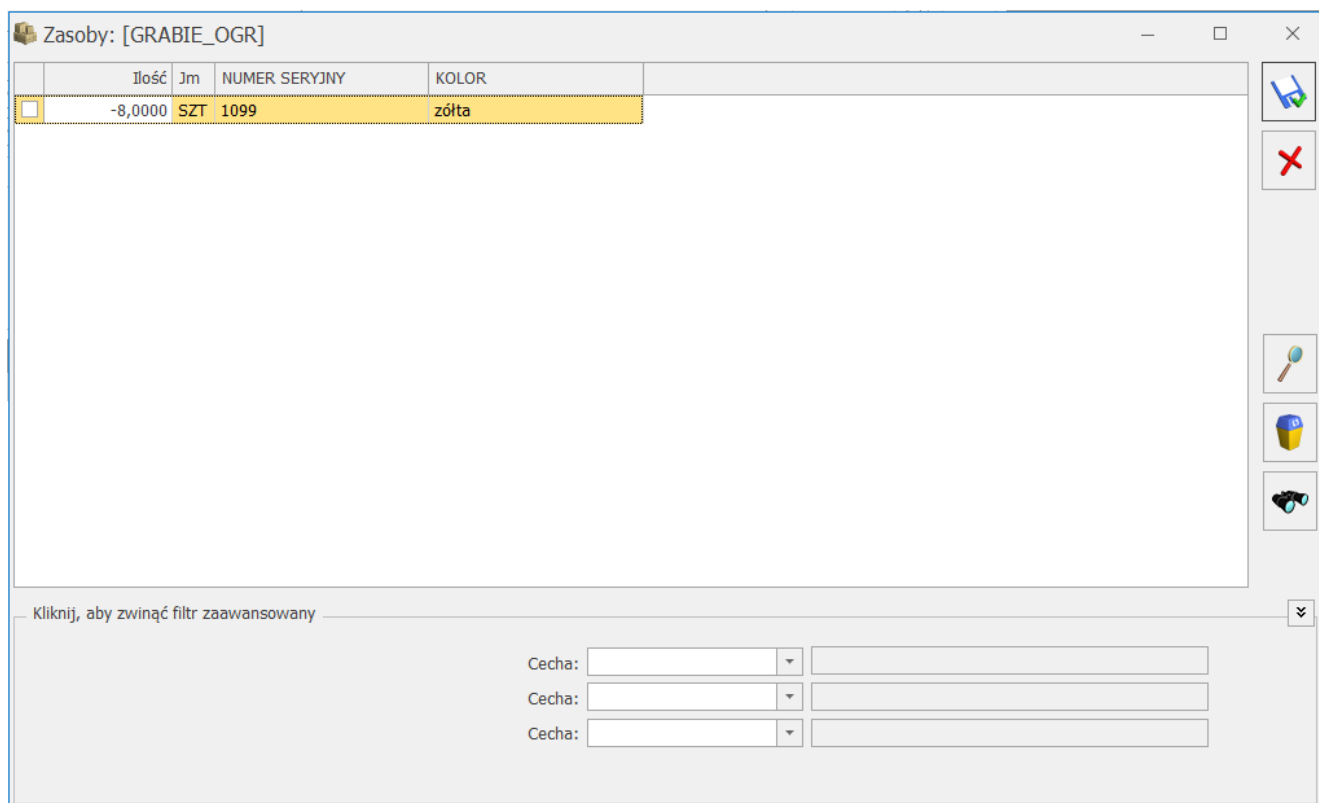 Zasoby: [GRABIE_OGR]
Ilość Jm NUMER SERYJNY KOLOR
-8,0000 SZT 1099 zółta
Kliknij, aby zwinąć filtr zaawansowany
Cecha:
Cecha:
Cecha: